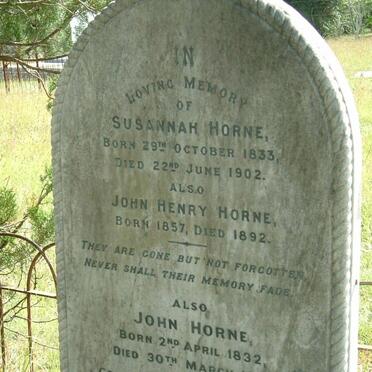 IN
LOVING MEMORY
OF
SUSANNAH HORNE,
BORN 29TH OCTOBER 1833,
DIED 22ND JUNE 1902.
ALSO
JOHN HENRY HORNE,
BORN 1857, DIED 1892.
THEY ARE GONE BUT NOT FORGOTTEN,
NEVER SHALL THEIR MEMORY FADE.
ALSO
JOHN HORNE,
BORN 2ND APRIL 1832,
DIED 30TH MARCH